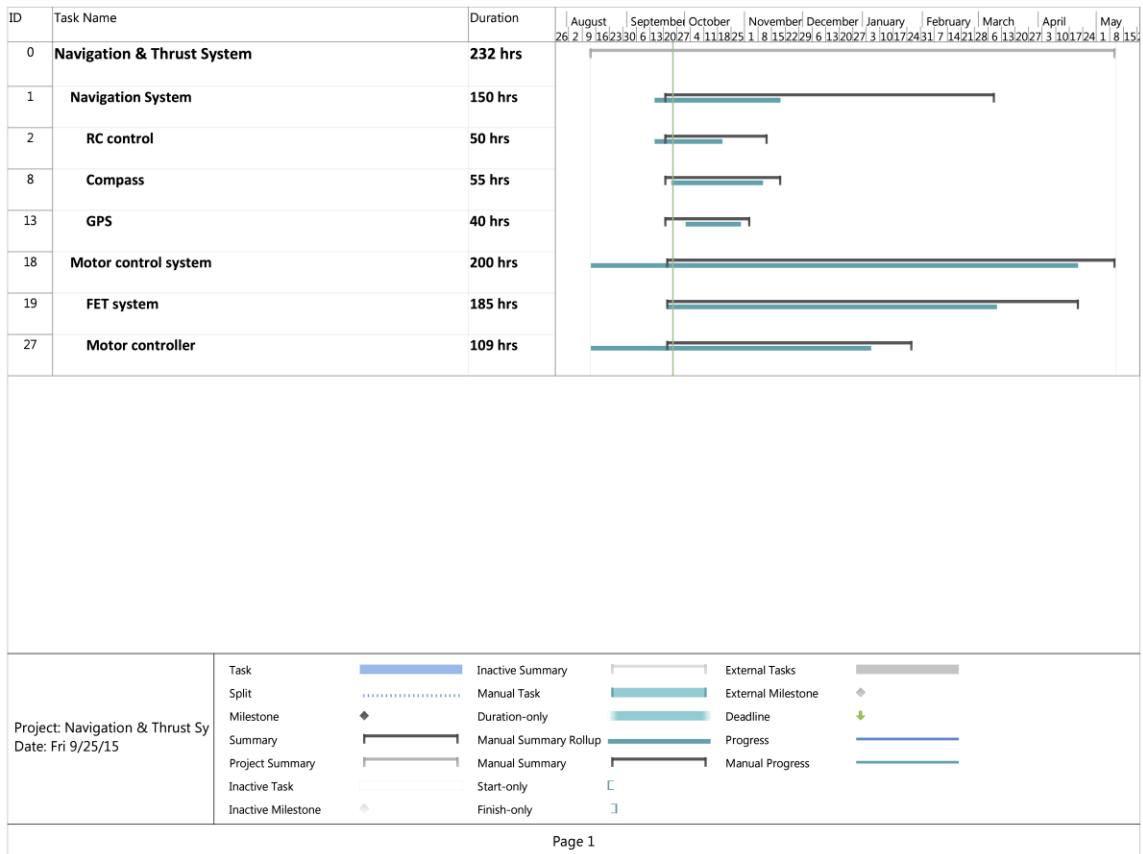 ID Task Name Duration
August September October November December January February March April May
26 2 9 16 23 30 6 13 20 27 4 11 18 25 1 8 15 22 29 6 13 20 27 3 10 17 24 31 7 14 21 28 6 13 20 27 3 10 17 24 1 8 15
0 Navigation & Thrust System 232 hrs
1 Navigation System 150 hrs
2 RC control 50 hrs
8 Compass 55 hrs
13 GPS 40 hrs
18 Motor control system 200 hrs
19 FET system 185 hrs
27 Motor controller 109 hrs
Project: Navigation & Thrust Sy
Date: Fri 9/25/15
Task Inactive Summary External Tasks
Split Manual Task External Milestone
Milestone Duration-only Deadline
Summary Manual Summary Rollup Progress
Project Summary Manual Summary Manual Progress
Inactive Task Start-only
Inactive Milestone Finish-only
Page 1